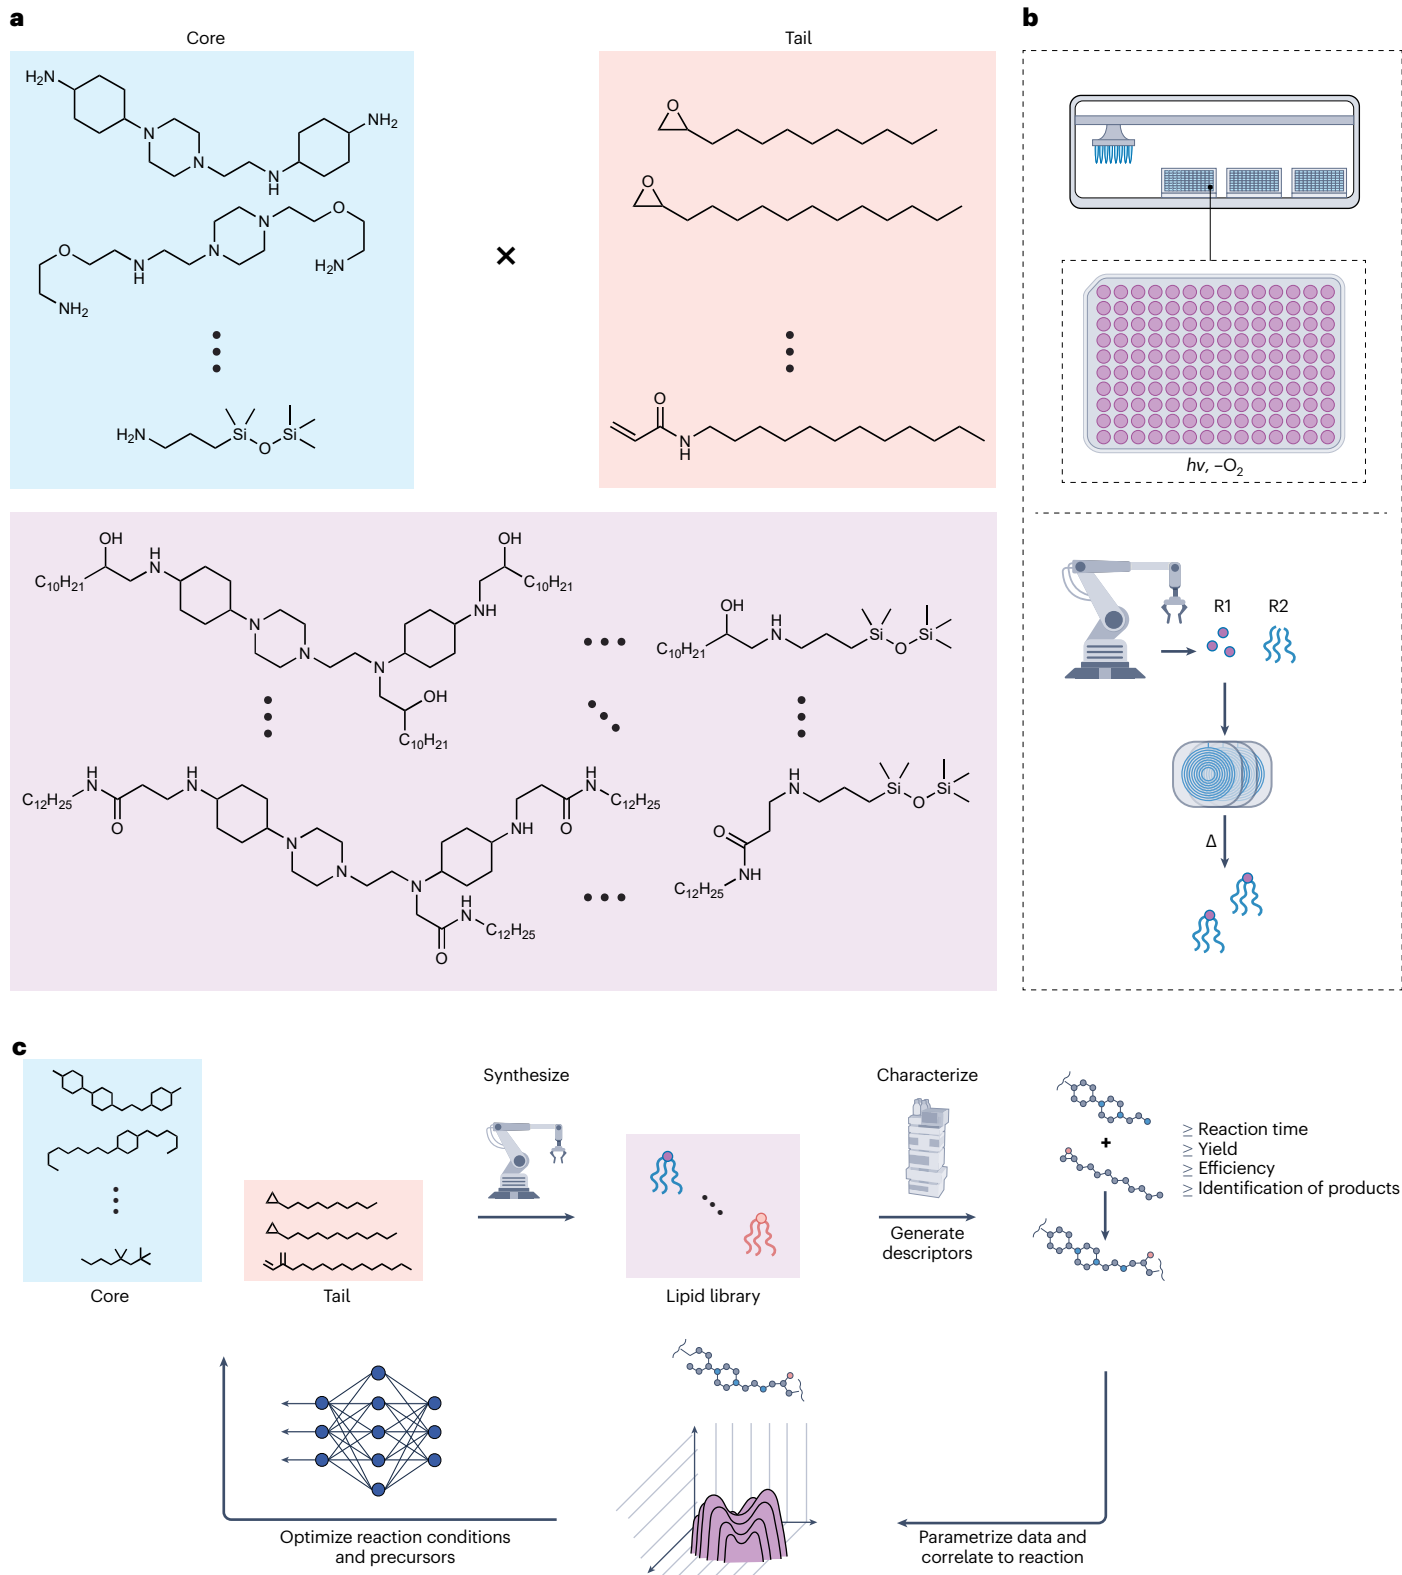 a
Core
Tail
H₂N
N
N
N
H
NH₂
O
N
H
N
N
O
H₂N
NH₂
H₂N
Si
O
Si
O
O
O
N
H
×
OH
C₁₀H₂₁
H
N
N
N
N
NH
OH
C₁₀H₂₁
OH
C₁₀H₂₁
OH
C₁₀H₂₁
H
N
Si
O
Si
C₁₂H₂₅
H
N
O
H
N
N
N
N
NH
O
H
N
C₁₂H₂₅
H
N
C₁₂H₂₅
O
H
N
Si
O
Si
O
NH
C₁₂H₂₅
b
hv, –O₂
R1 R2
Δ
c
Core
Tail
Synthesize
Lipid library
Characterize
Generate
descriptors
+
≥ Reaction time
≥ Yield
≥ Efficiency
≥ Identification of products
Parametrize data and
correlate to reaction
Optimize reaction conditions
and precursors